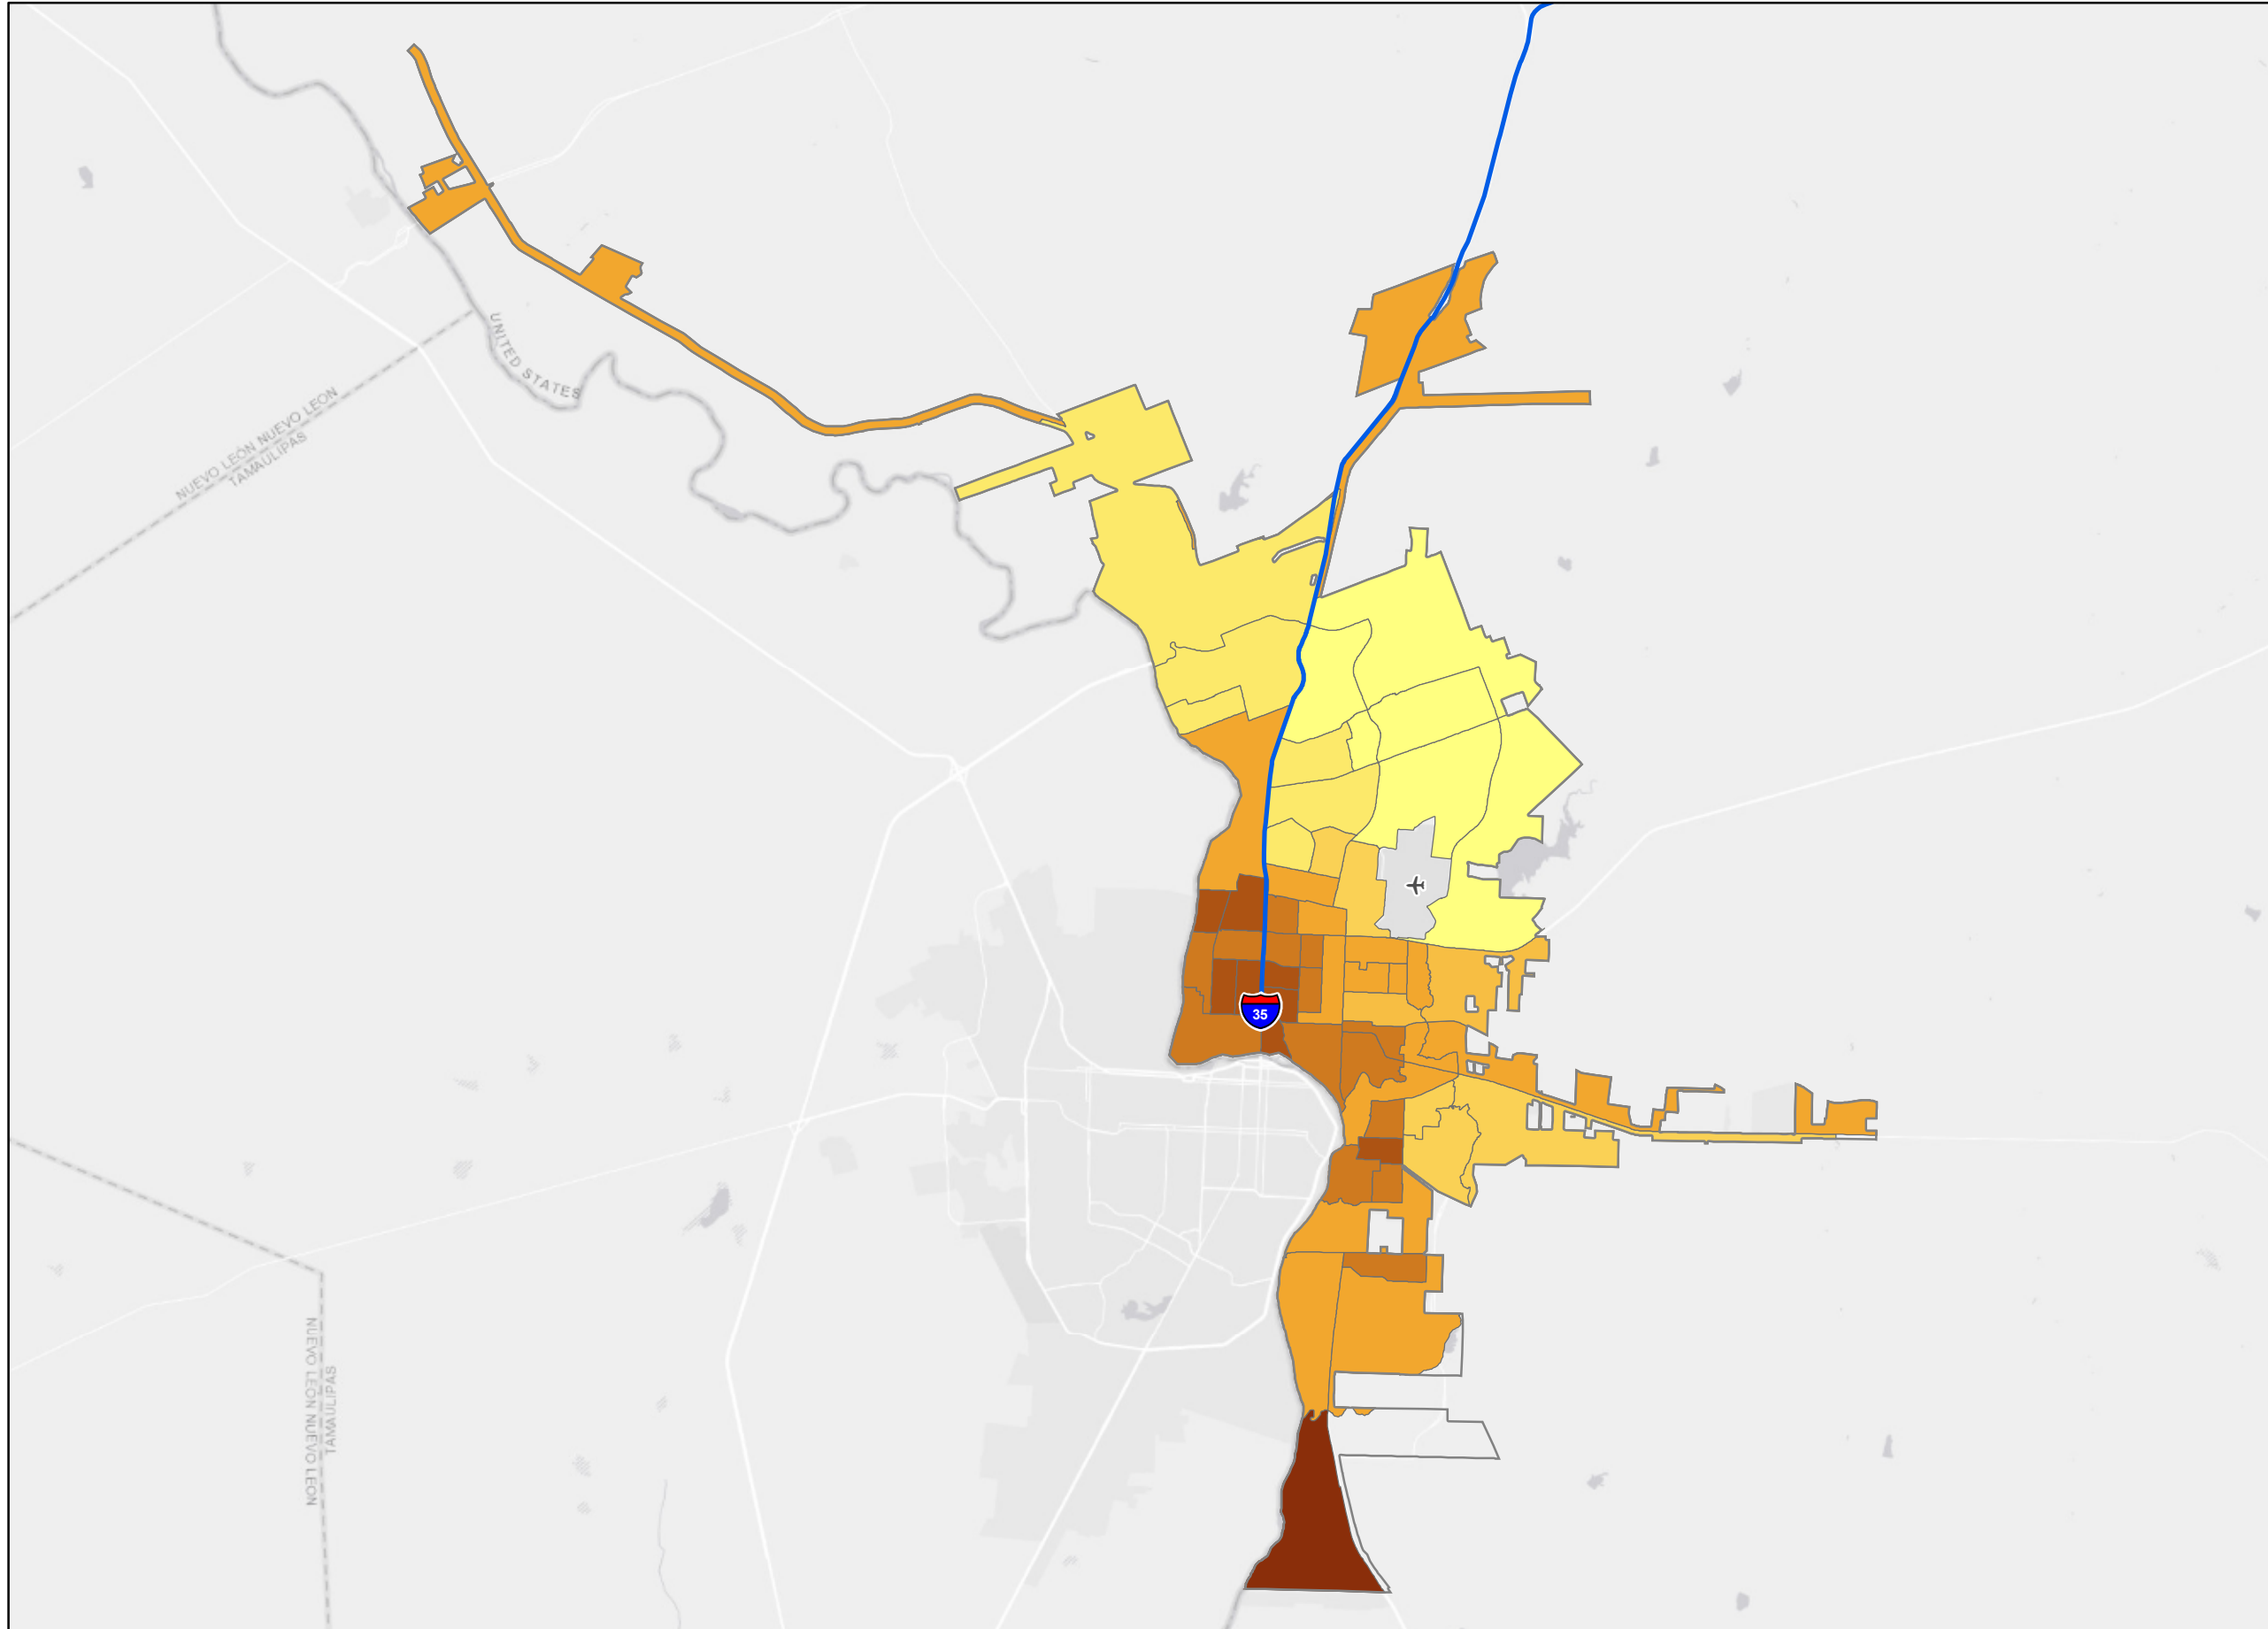 UNITED STATES
NUEVO LEÓN NUEVO LEON
TAMAULIPAS
35
NUEVO LEON NUEVO LEON
TAMAULIPAS